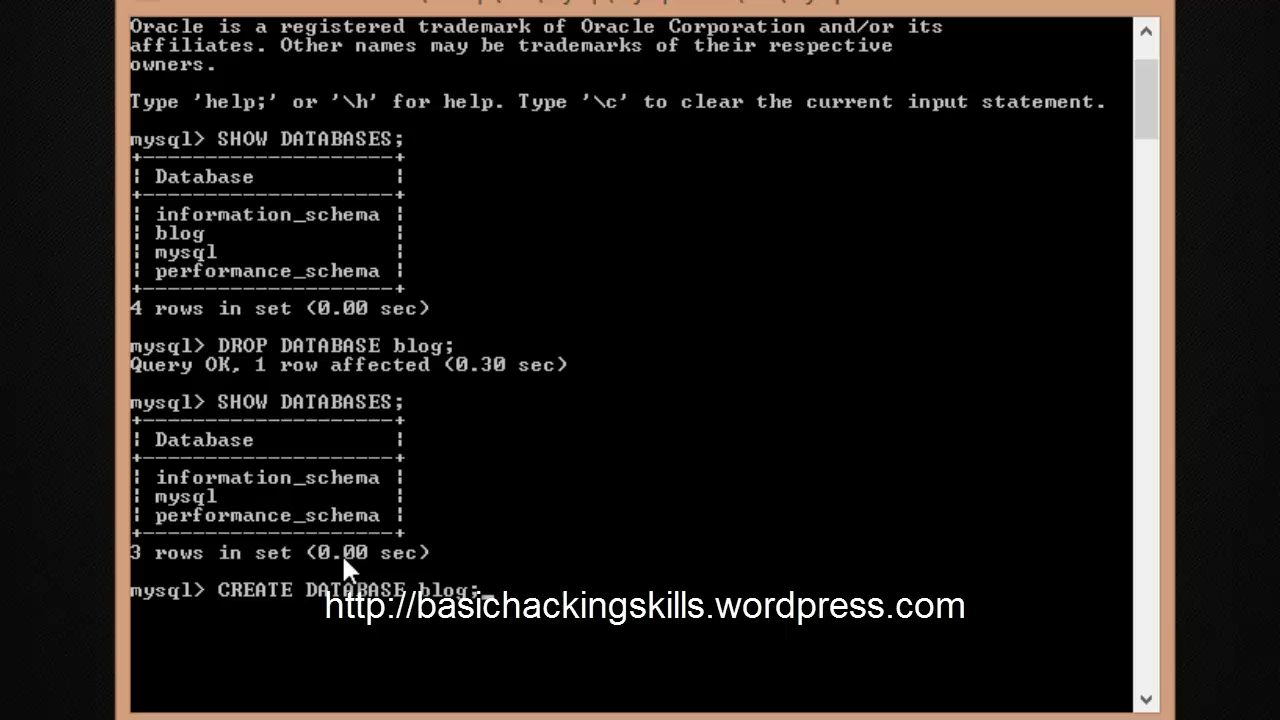 Oracle is a registered trademark of Oracle Corporation and/or its
affiliates. Other names may be trademarks of their respective
owners.
Type 'help;' or '\h' for help. Type '\c' to clear the current input statement.
mysql> SHOW DATABASES;
+--------------------+
| Database           |
+--------------------+
| information_schema |
| blog               |
| mysql              |
| performance_schema |
+--------------------+
4 rows in set (0.00 sec)
mysql> DROP DATABASE blog;
Query OK, 1 row affected (0.30 sec)
mysql> SHOW DATABASES;
+--------------------+
| Database           |
+--------------------+
| information_schema |
| mysql              |
| performance_schema |
+--------------------+
3 rows in set (0.00 sec)
mysql> CREATE DATABASE blog;_
http://basichackingskills.wordpress.com